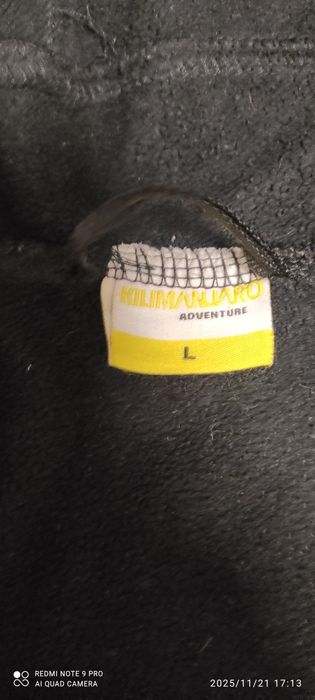 KILIMANJARO
ADVENTURE
L
REDMI NOTE 9 PRO
AI QUAD CAMERA
2025/11/21 17:13